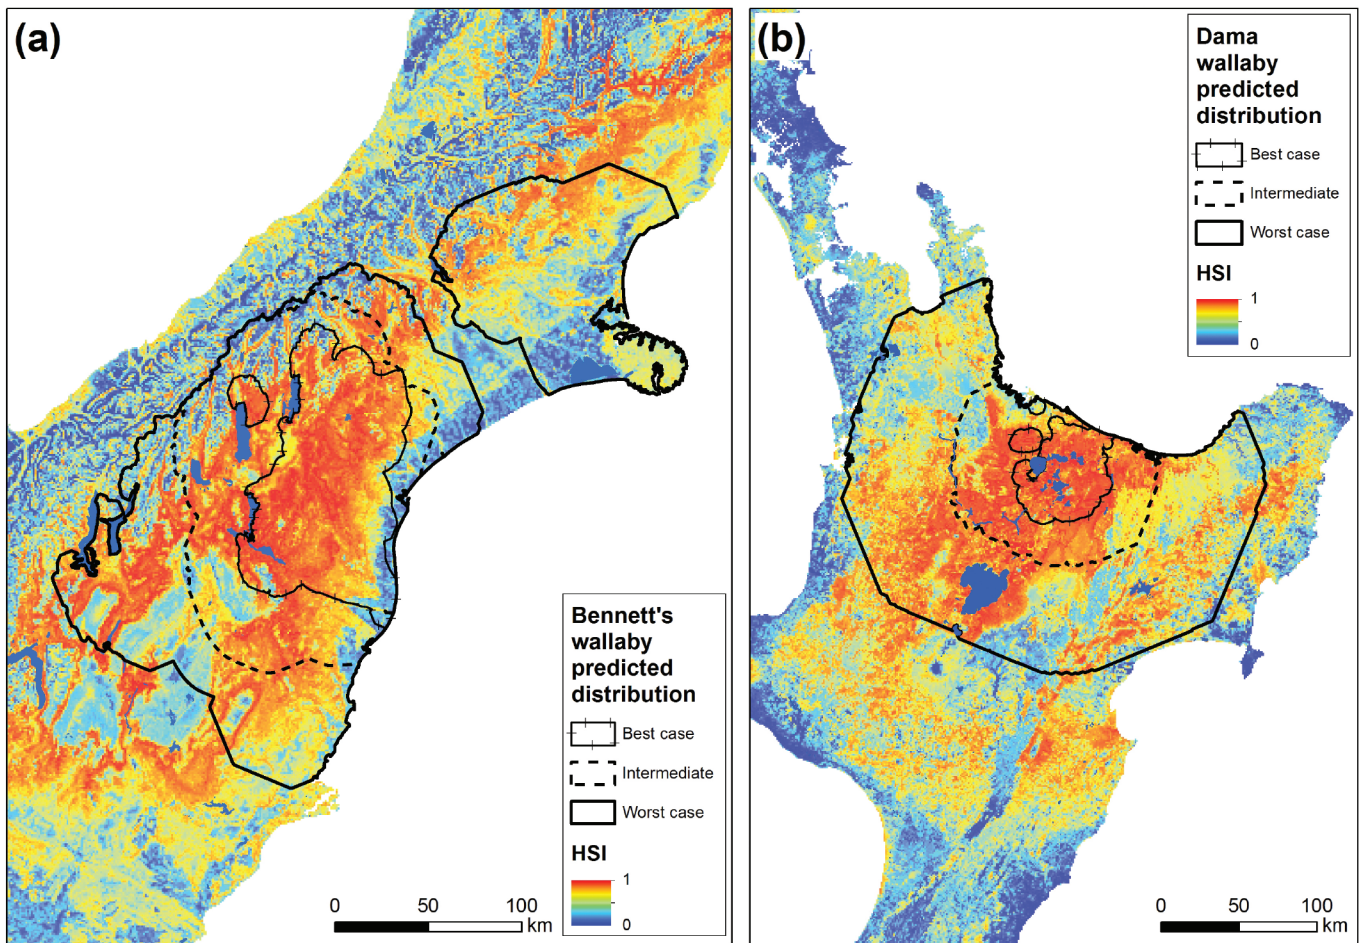 (a)
Bennett's
wallaby
predicted
distribution
Best case
Intermediate
Worst case
HSI
1
0
0 50 100
km
(b)
Dama
wallaby
predicted
distribution
Best case
Intermediate
Worst case
HSI
1
0
0 50 100
km